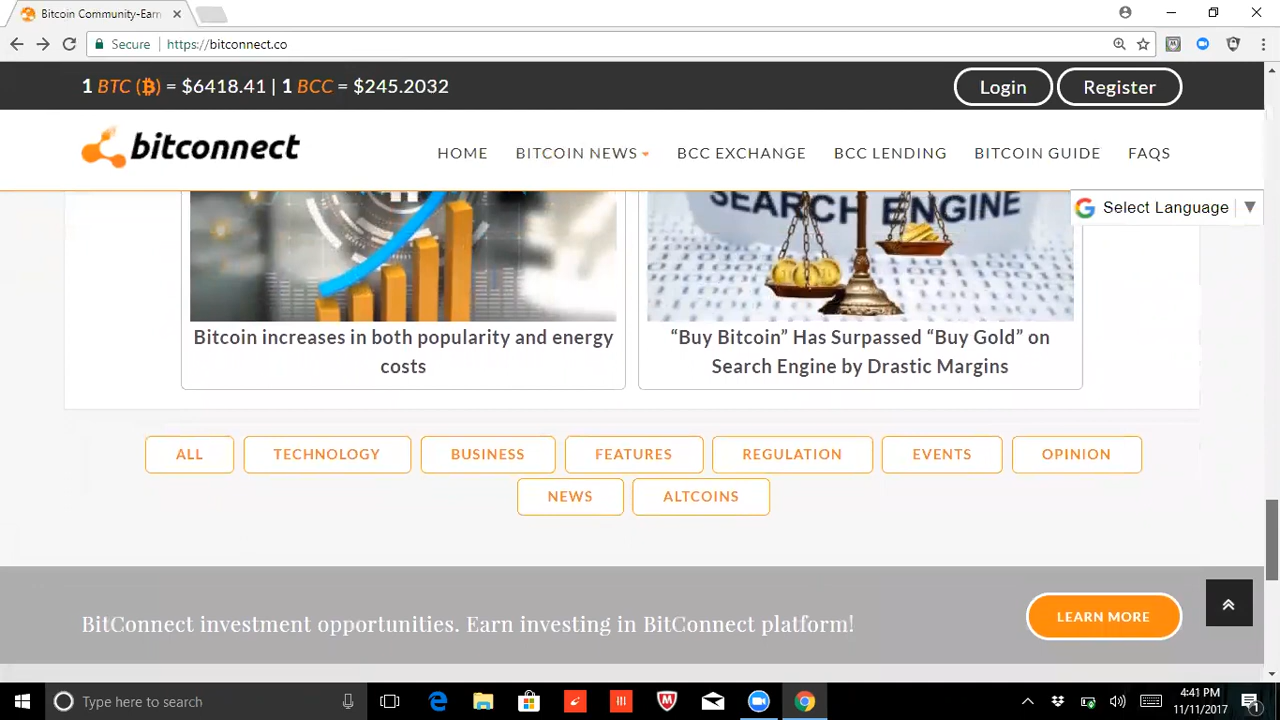 Bitcoin Community-Earn
Secure
https://bitconnect.co
1 BTC (₿) = $6418.41 | 1 BCC = $245.2032
Login
Register
bitconnect
HOME
BITCOIN NEWS
BCC EXCHANGE
BCC LENDING
BITCOIN GUIDE
FAQS
Select Language
SEARCH ENGINE
Bitcoin increases in both popularity and energy
costs
“Buy Bitcoin” Has Surpassed “Buy Gold” on
Search Engine by Drastic Margins
ALL
TECHNOLOGY
BUSINESS
FEATURES
REGULATION
EVENTS
OPINION
NEWS
ALTCOINS
BitConnect investment opportunities. Earn investing in BitConnect platform!
LEARN MORE
Type here to search
4:41 PM
11/11/2017